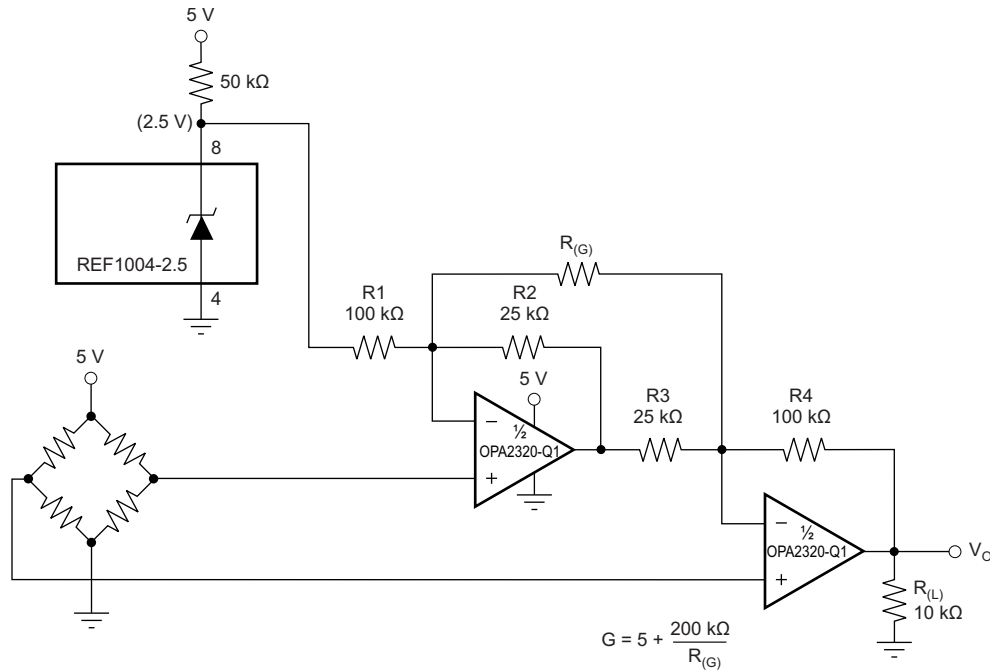 5 V
50 kΩ
(2.5 V)
8
REF1004-2.5
4
R(G)
R1
100 kΩ
R2
25 kΩ
5 V
5 V
R3
25 kΩ
R4
100 kΩ
−
½
OPA2320-Q1
+
−
½
OPA2320-Q1
+
VO
R(L)
10 kΩ
G = 5 + 200 kΩ / R(G)